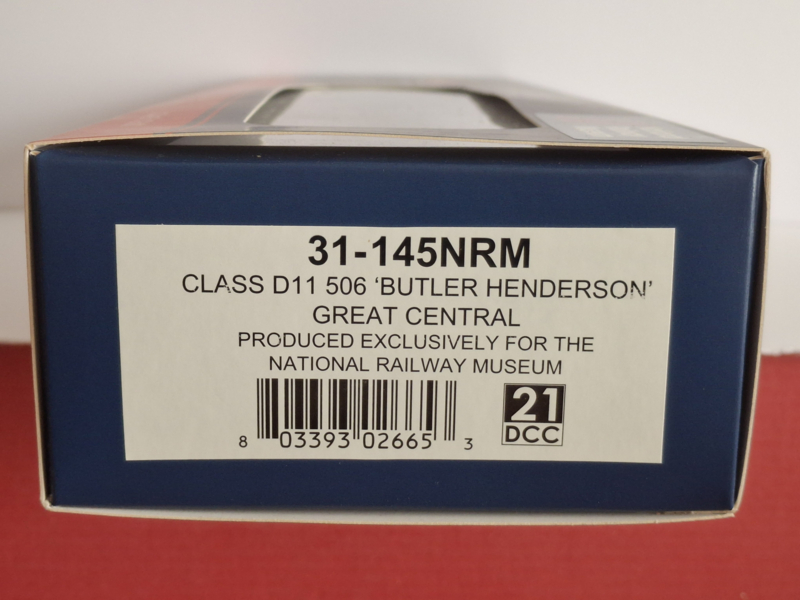 31-145NRM
CLASS D11 506 ‘BUTLER HENDERSON’
GREAT CENTRAL
PRODUCED EXCLUSIVELY FOR THE
NATIONAL RAILWAY MUSEUM
8 03393 02665 3
21
DCC